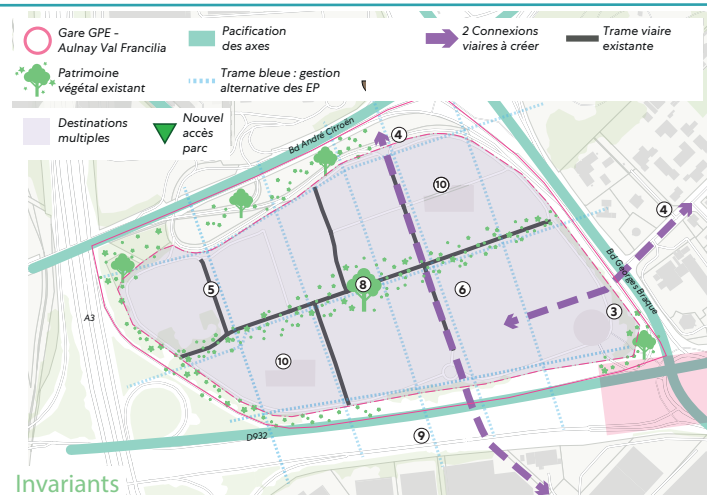 Gare GPE -
Aulnay Val Francilia
Pacification
des axes
2 Connexions
viaires à créer
Trame viaire
existante
Patrimoine
végétal existant
Trame bleue : gestion
alternative des EP
Destinations
multiples
Nouvel
accès
parc
Bd André Citroën
4
10
4
5
8
6
Bd Georges Braque
3
A3
10
D932
9
Invariants